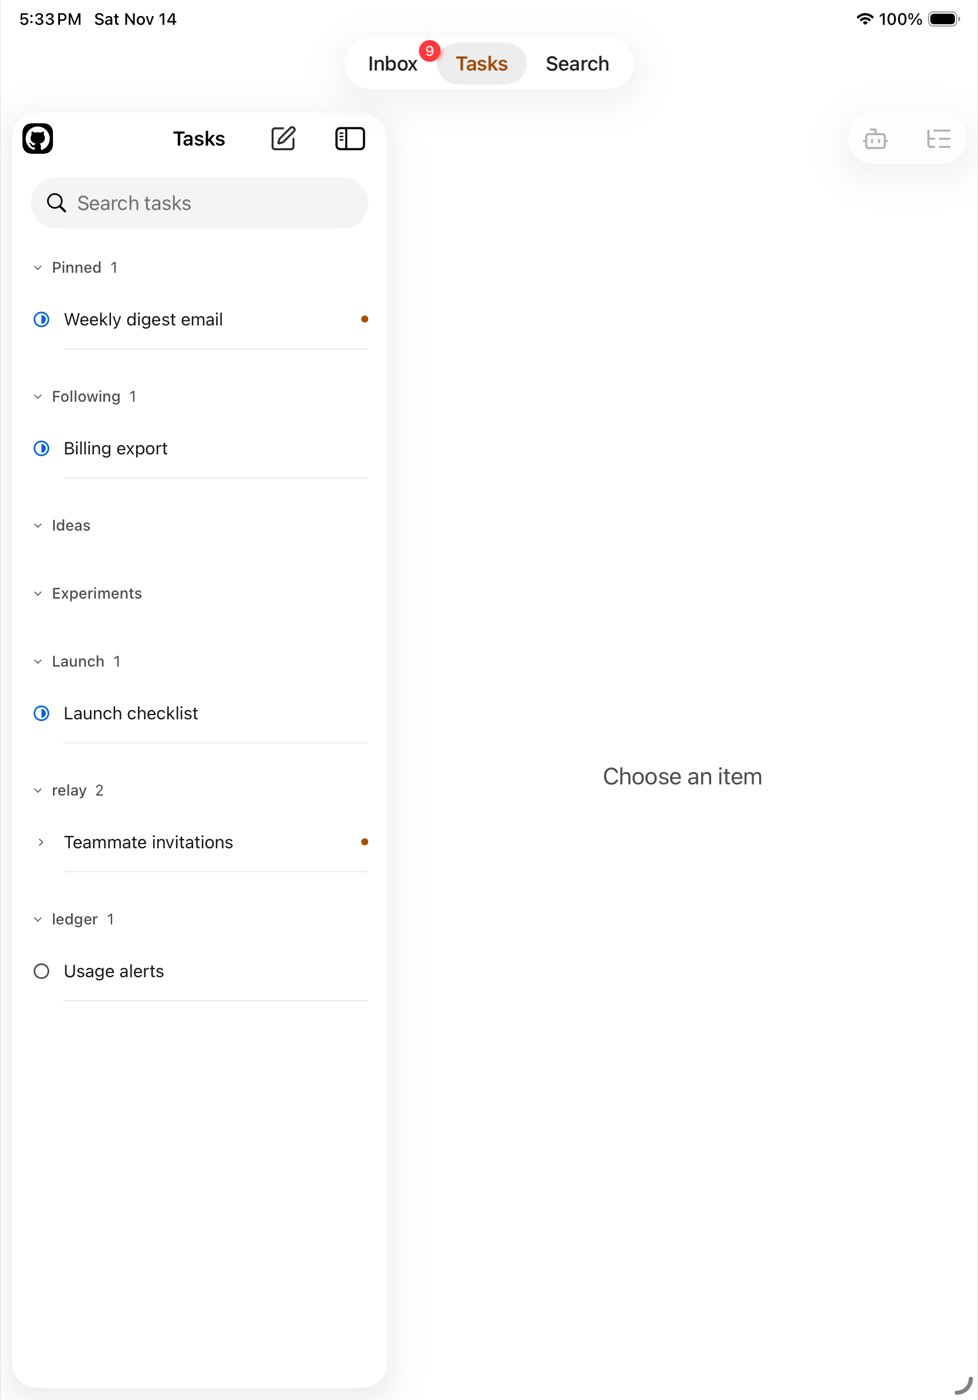 5:33 PM Sat Nov 14
100%
Inbox 9 Tasks Search
Tasks
Search tasks
Pinned 1
Weekly digest email
Following 1
Billing export
Ideas
Experiments
Launch 1
Launch checklist
Choose an item
relay 2
Teammate invitations
ledger 1
Usage alerts